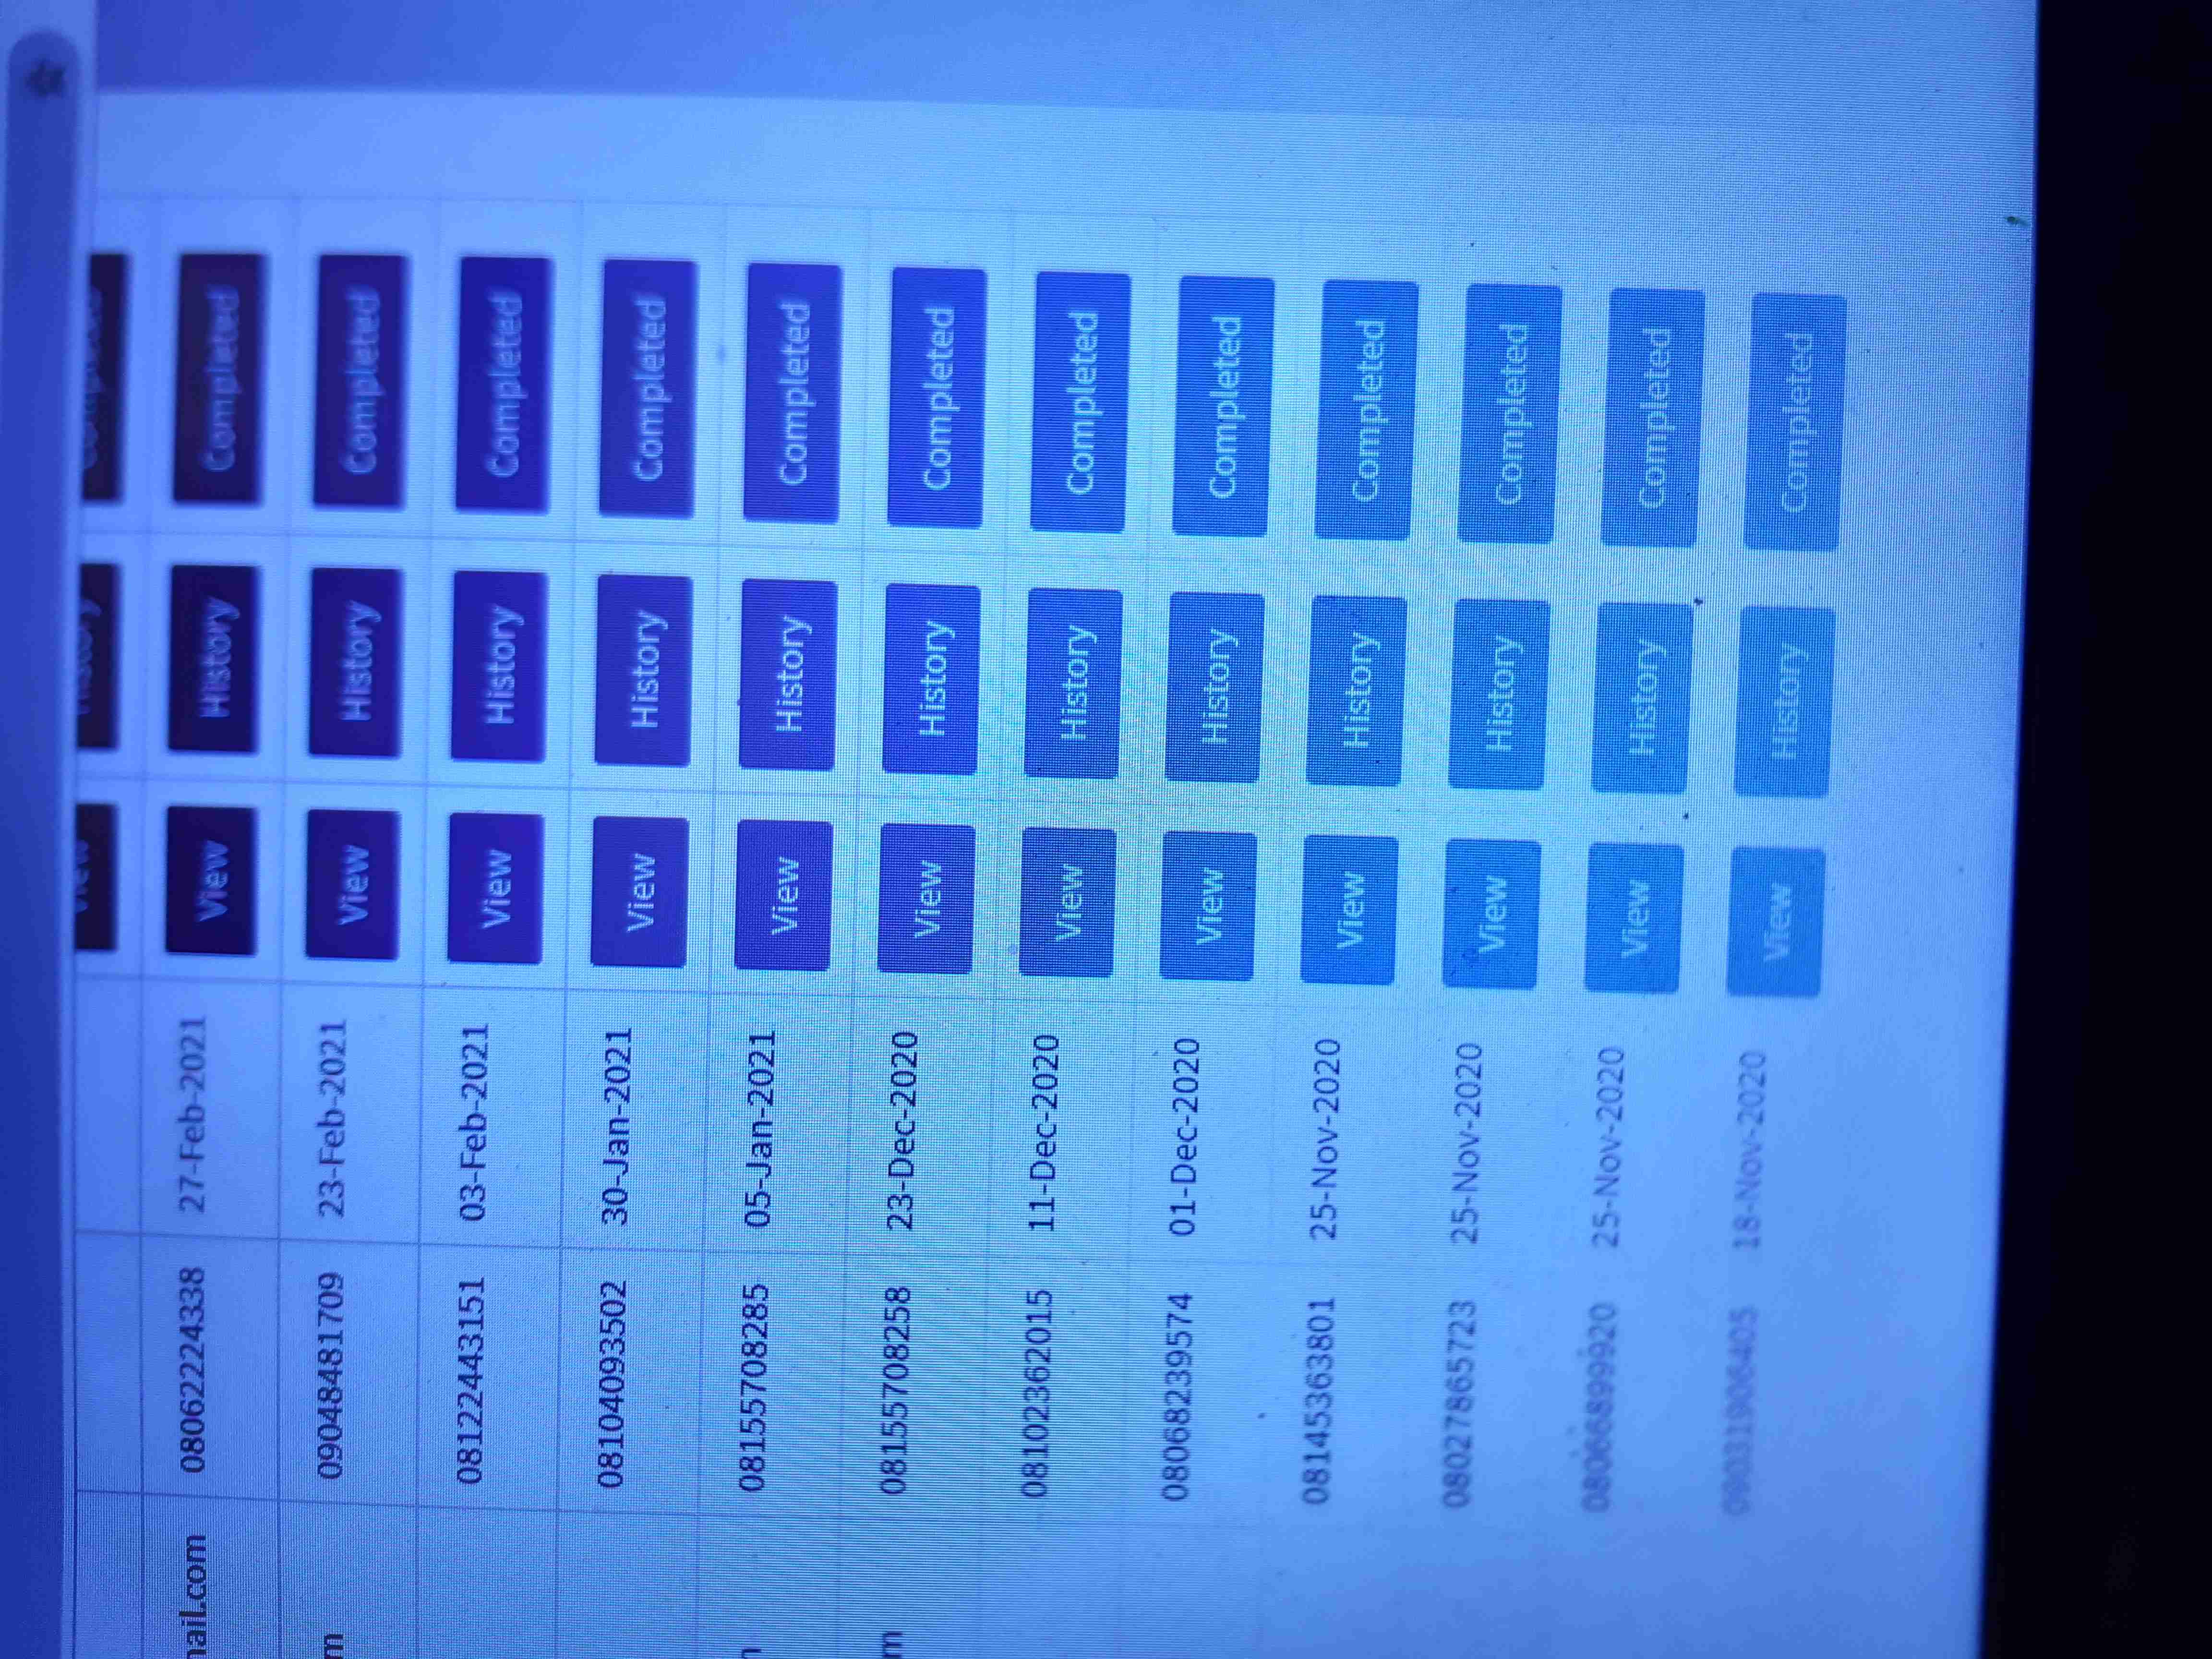 nail.com 08062224338 27-Feb-2021 View History Completed
m 09048481709 23-Feb-2021 View History Completed
08122443151 03-Feb-2021 View History Completed
08104093502 30-Jan-2021 View History Completed
08155708285 05-Jan-2021 View History Completed
m 08155708258 23-Dec-2020 View History Completed
08102362015 11-Dec-2020 View History Completed
08068239574 01-Dec-2020 View History Completed
08145363801 25-Nov-2020 View History Completed
08027865723 25-Nov-2020 View History Completed
08066899920 25-Nov-2020 View History Completed
09031906405 18-Nov-2020 View History Completed